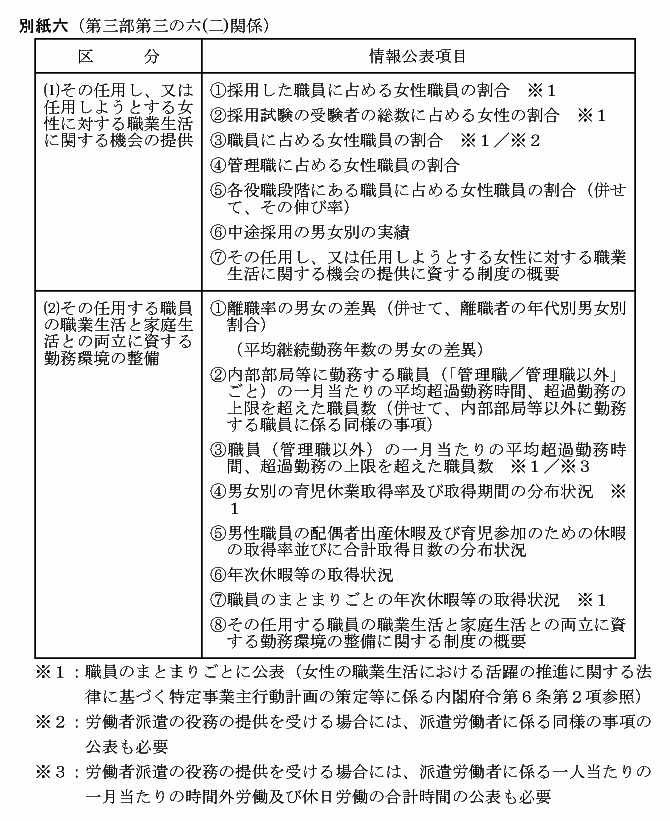 別紙六（第三部第三の六(二)関係）
区　　分
情報公表項目
⑴その任用し、又は
任用しようとする女
性に対する職業生活
に関する機会の提供
①採用した職員に占める女性職員の割合　※１
②採用試験の受験者の総数に占める女性の割合　※１
③職員に占める女性職員の割合　※１／※２
④管理職に占める女性職員の割合
⑤各役職段階にある職員に占める女性職員の割合（併せ
て、その伸び率）
⑥中途採用の男女別の実績
⑦その任用し、又は任用しようとする女性に対する職業
生活に関する機会の提供に資する制度の概要
⑵その任用する職員
の職業生活と家庭生
活との両立に資する
勤務環境の整備
①離職率の男女の差異（併せて、離職者の年代別男女別
割合）
（平均継続勤務年数の男女の差異）
②内部部局等に勤務する職員（「管理職／管理職以外」
ごと）の一月当たりの平均超過勤務時間、超過勤務の
上限を超えた職員数（併せて、内部部局等以外に勤務
する職員に係る同様の事項）
③職員（管理職以外）の一月当たりの平均超過勤務時
間、超過勤務の上限を超えた職員数　※１／※３
④男女別の育児休業取得率及び取得期間の分布状況　※
１
⑤男性職員の配偶者出産休暇及び育児参加のための休暇
の取得率並びに合計取得日数の分布状況
⑥年次休暇等の取得状況
⑦職員のまとまりごとの年次休暇等の取得状況　※１
⑧その任用する職員の職業生活と家庭生活との両立に資
する勤務環境の整備に関する制度の概要
※１：職員のまとまりごとに公表（女性の職業生活における活躍の推進に関する法
律に基づく特定事業主行動計画の策定等に係る内閣府令第６条第２項参照）
※２：労働者派遣の役務の提供を受ける場合には、派遣労働者に係る同様の事項の
公表も必要
※３：労働者派遣の役務の提供を受ける場合には、派遣労働者に係る一人当たりの
一月当たりの時間外労働及び休日労働の合計時間の公表も必要